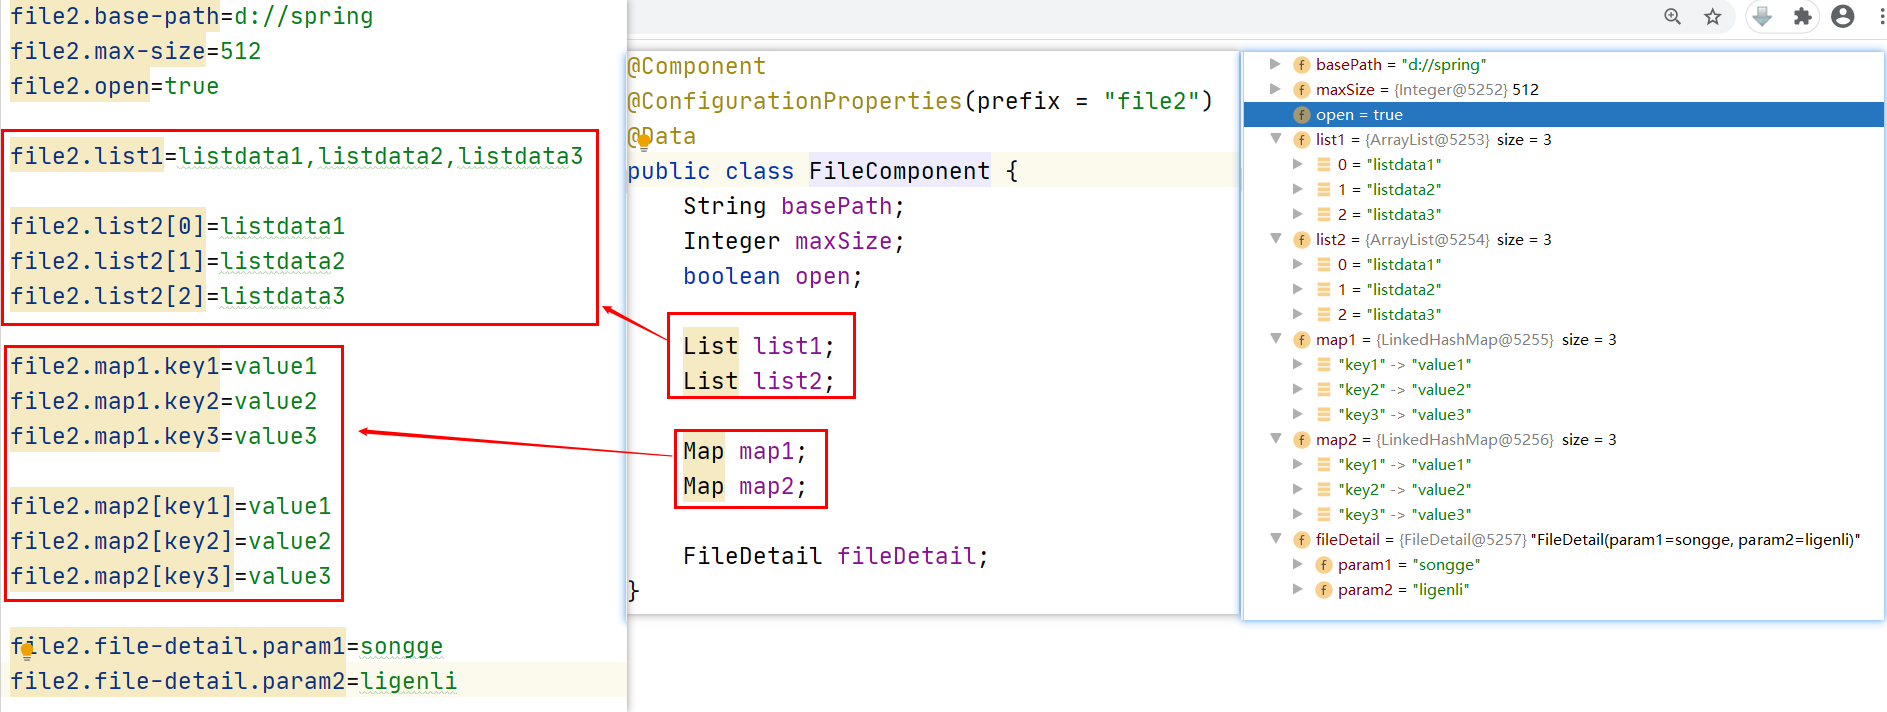 file2.base-path=d://spring
file2.max-size=512
file2.open=true
file2.list1=listdata1,listdata2,listdata3
file2.list2[0]=listdata1
file2.list2[1]=listdata2
file2.list2[2]=listdata3
file2.map1.key1=value1
file2.map1.key2=value2
file2.map1.key3=value3
file2.map2[key1]=value1
file2.map2[key2]=value2
file2.map2[key3]=value3
file2.file-detail.param1=songge
file2.file-detail.param2=ligenli
@Component
@ConfigurationProperties(prefix = "file2")
@Data
public class FileComponent {
String basePath;
Integer maxSize;
boolean open;
List list1;
List list2;
Map map1;
Map map2;
FileDetail fileDetail;
}
f basePath = "d://spring"
f maxSize = {Integer@5252} 512
f open = true
f list1 = {ArrayList@5253} size = 3
0 = "listdata1"
1 = "listdata2"
2 = "listdata3"
f list2 = {ArrayList@5254} size = 3
0 = "listdata1"
1 = "listdata2"
2 = "listdata3"
f map1 = {LinkedHashMap@5255} size = 3
"key1" -> "value1"
"key2" -> "value2"
"key3" -> "value3"
f map2 = {LinkedHashMap@5256} size = 3
"key1" -> "value1"
"key2" -> "value2"
"key3" -> "value3"
f fileDetail = {FileDetail@5257} "FileDetail(param1=songge, param2=ligenli)"
f param1 = "songge"
f param2 = "ligenli"